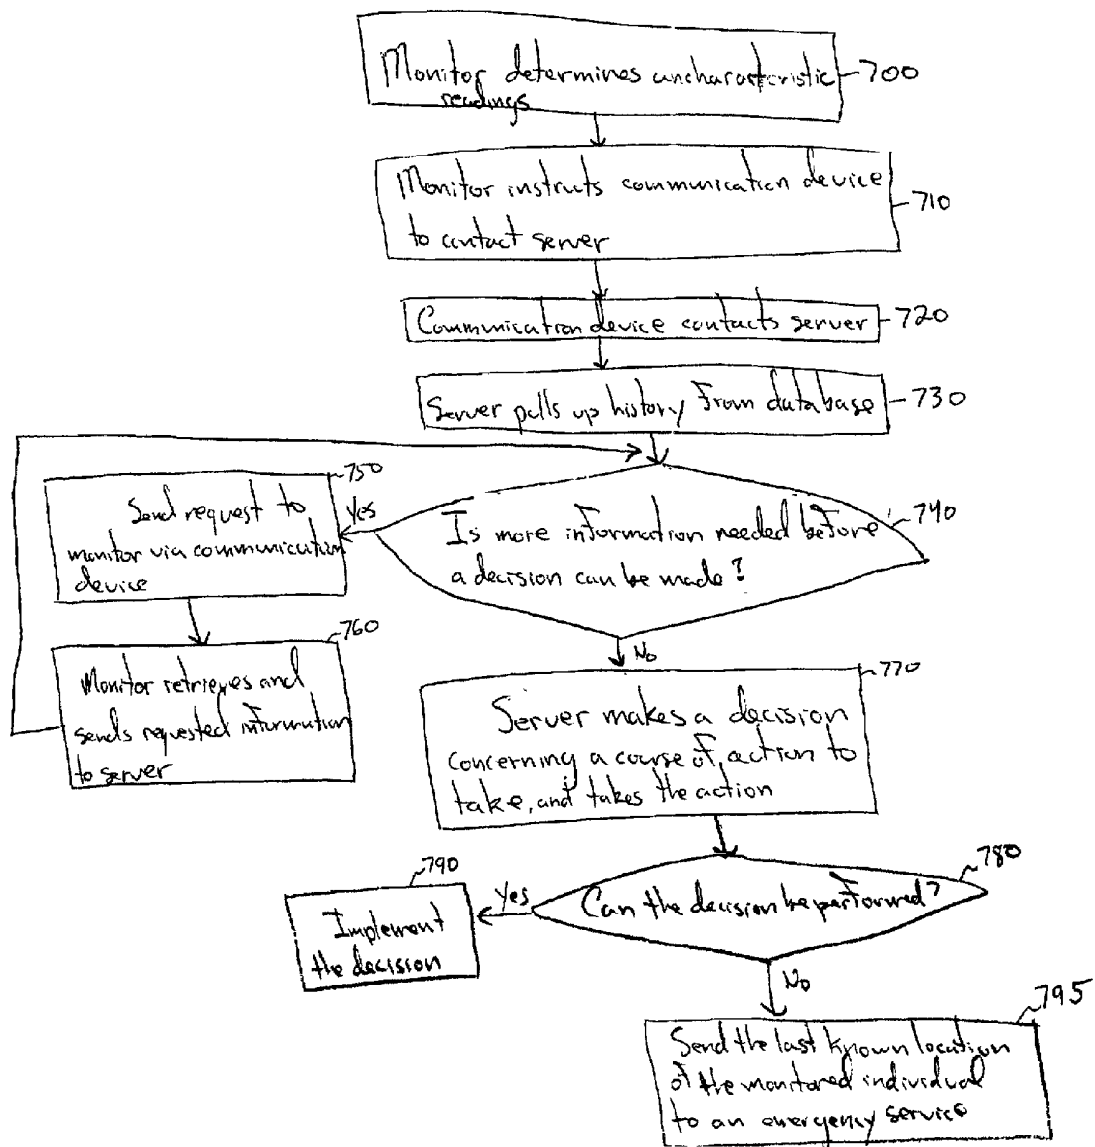 Monitor determines uncharacteristic
readings
700
Monitor instructs communication device
to contact server
710
Communication device contacts server
720
Server pulls up history from database
730
750
Send request to
monitor via communication
device
Yes
Is more information needed before
a decision can be made?
740
760
Monitor retrieves and
sends requested information
to server
No
770
Server makes a decision
concerning a course of action to
take, and takes the action
780
Can the decision be performed?
Yes
790
Implement
the decision
No
795
Send the last known location
of the monitored individual
to an emergency service